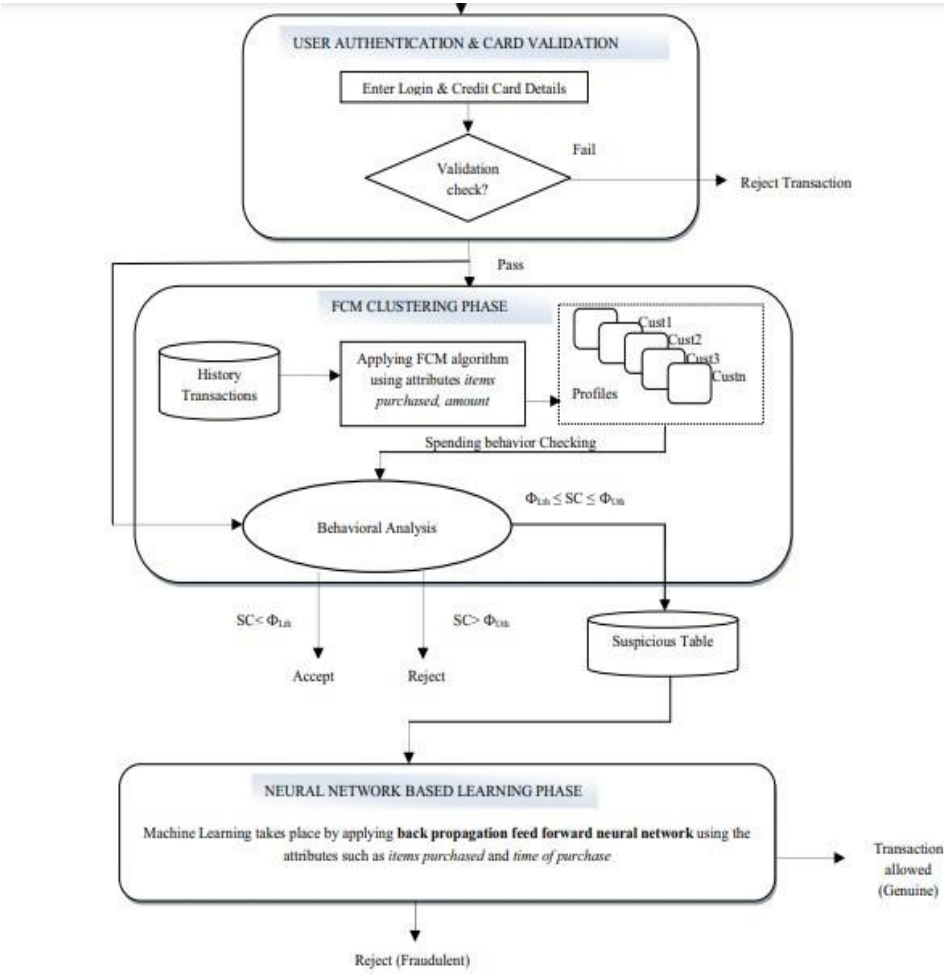 USER AUTHENTICATION & CARD VALIDATION
Enter Login & Credit Card Details
Fail
Validation
check?
Reject Transaction
Pass
FCM CLUSTERING PHASE
Cust1
Cust2
Cust3
Custn
Profiles
History
Transactions
Applying FCM algorithm
using attributes items
purchased, amount
Spending behavior Checking
ΦLth ≤ SC ≤ ΦUth
Behavioral Analysis
SC< ΦLth
SC> ΦUth
Suspicious Table
Accept
Reject
NEURAL NETWORK BASED LEARNING PHASE
Machine Learning takes place by applying back propagation feed forward neural network using the
attributes such as items purchased and time of purchase
Transaction
allowed
(Genuine)
Reject (Fraudulent)